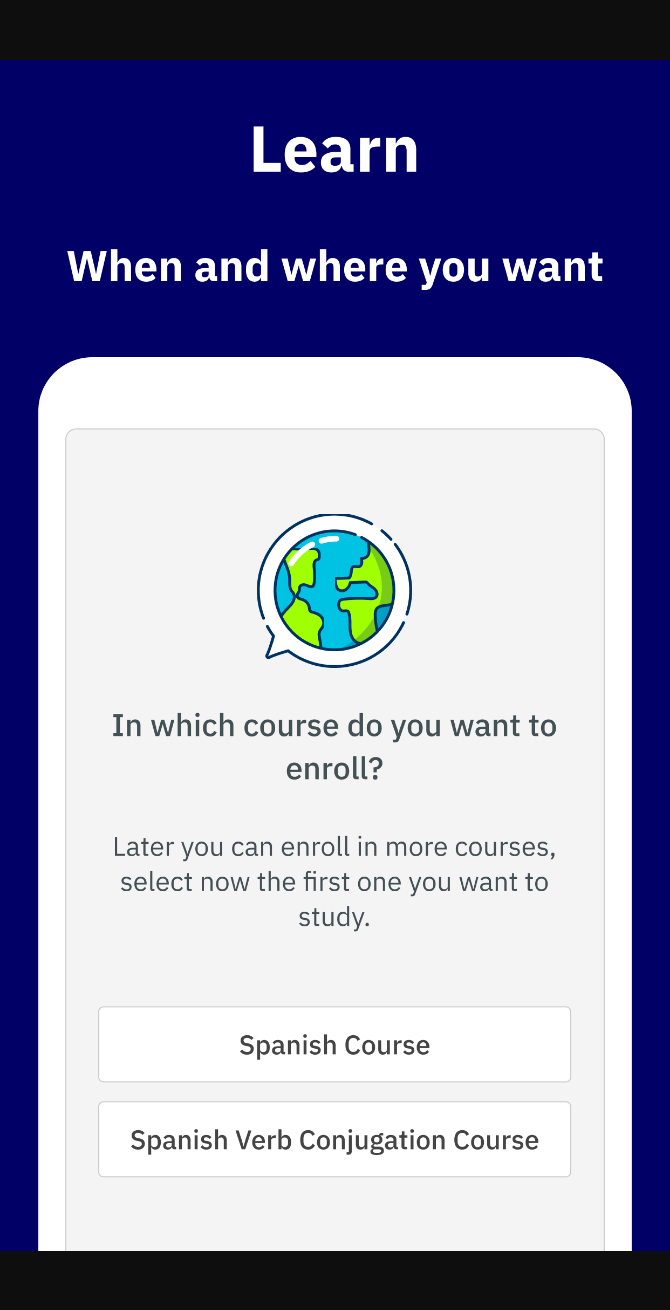 Learn
When and where you want
In which course do you want to
enroll?
Later you can enroll in more courses,
select now the first one you want to
study.
Spanish Course
Spanish Verb Conjugation Course